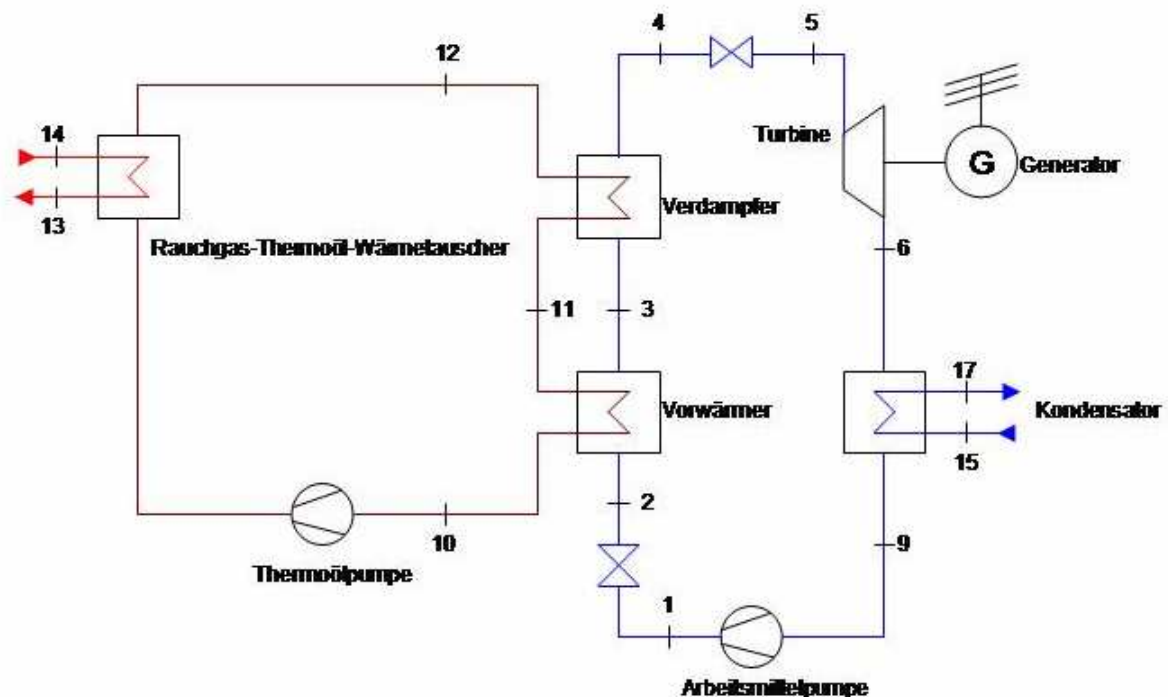 4
5
12
Turbine
14
G
Generator
13
Verdampfer
Rauchgas-Thermoöl-Wärmetauscher
6
11
3
17
Vorwärmer
Kondensator
15
2
10
9
Thermoölpumpe
1
Arbeitsmittelpumpe